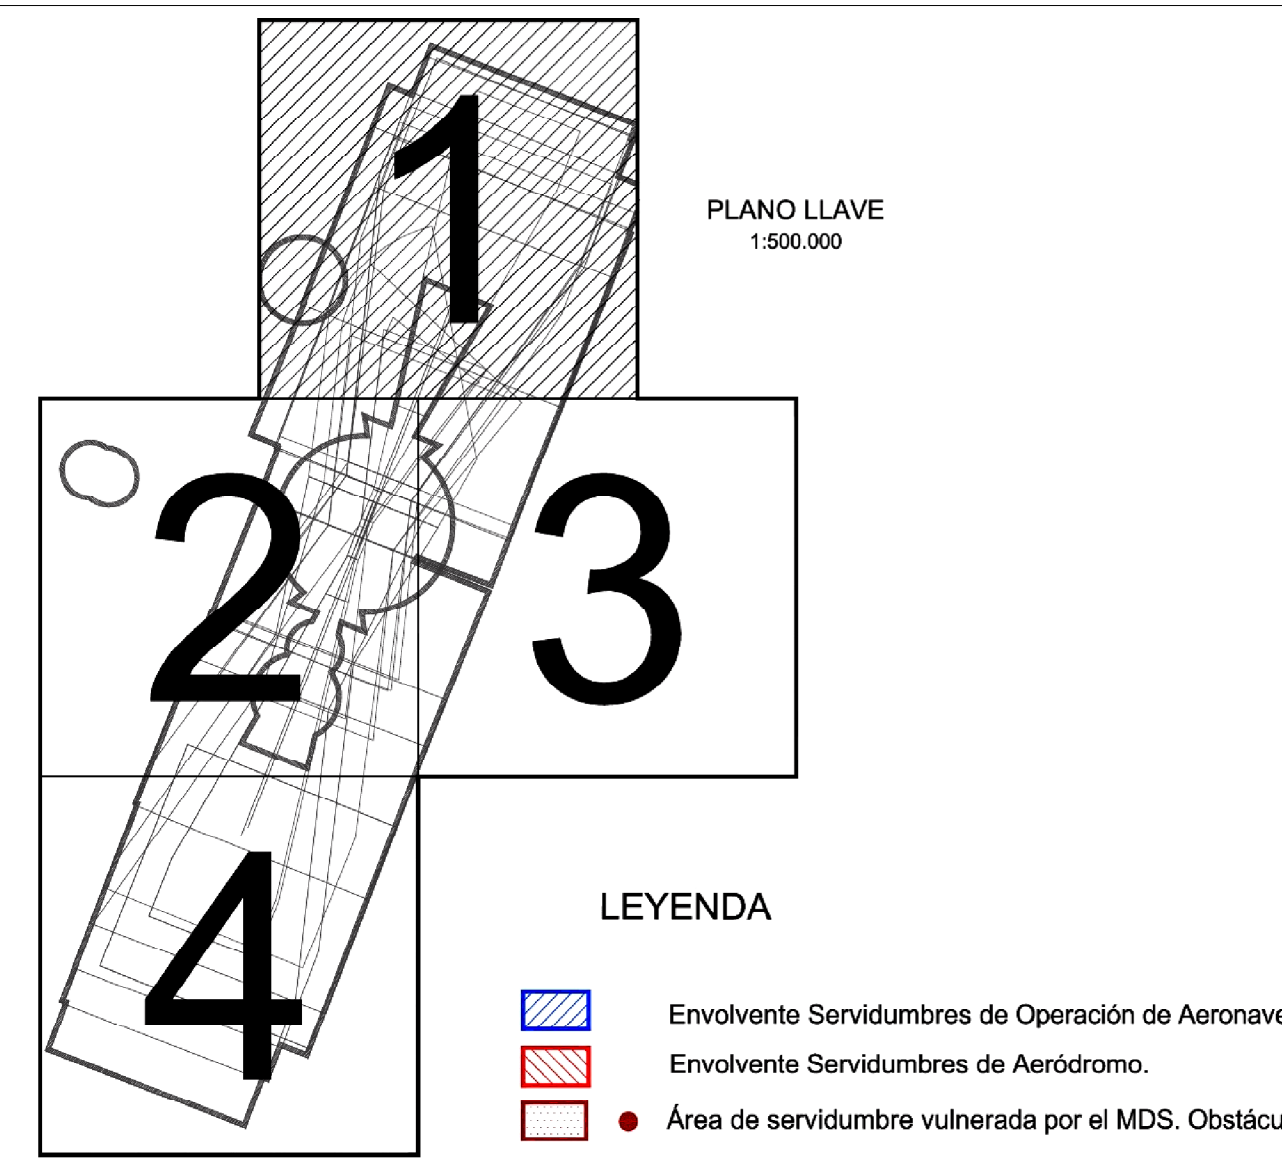 1
PLANO LLAVE
1:500.000
2
3
4
LEYENDA
Envolvente Servidumbres de Operación de Aeronave
Envolvente Servidumbres de Aeródromo.
Área de servidumbre vulnerada por el MDS. Obstácu